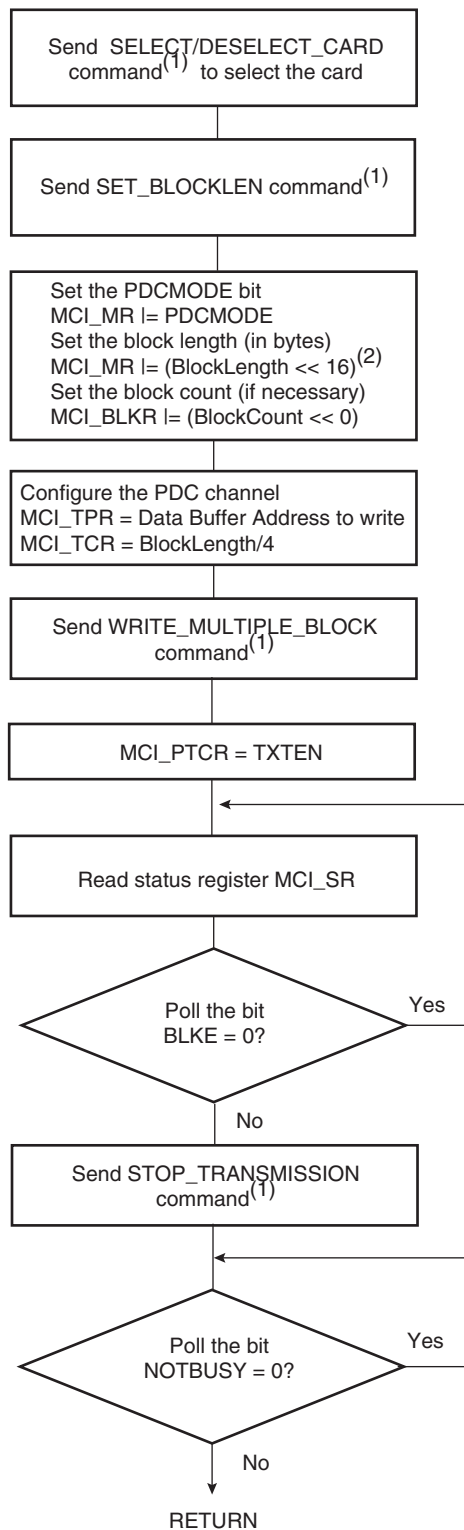 Send SELECT/DESELECT_CARD
command(1) to select the card
Send SET_BLOCKLEN command(1)
Set the PDCMODE bit
MCI_MR |= PDCMODE
Set the block length (in bytes)
MCI_MR |= (BlockLength << 16)(2)
Set the block count (if necessary)
MCI_BLKR |= (BlockCount << 0)
Configure the PDC channel
MCI_TPR = Data Buffer Address to write
MCI_TCR = BlockLength/4
Send WRITE_MULTIPLE_BLOCK
command(1)
MCI_PTCR = TXTEN
Read status register MCI_SR
Poll the bit
BLKE = 0?
Yes
No
Send STOP_TRANSMISSION
command(1)
Poll the bit
NOTBUSY = 0?
Yes
No
RETURN